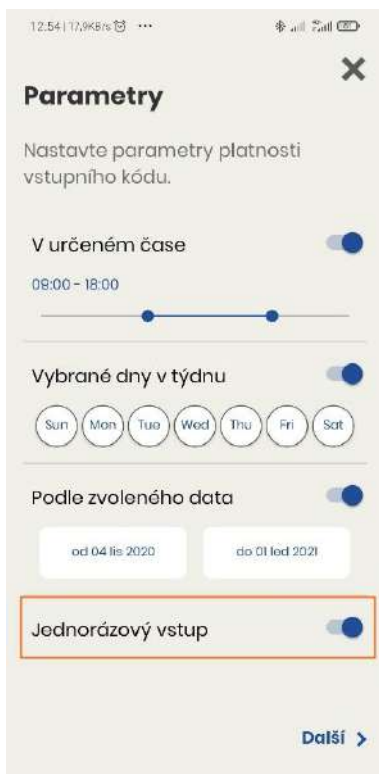 12:54 | 17,9KB/s
Parametry
Nastavte parametry platnosti
vstupního kódu.
V určeném čase
08:00 - 18:00
Vybrané dny v týdnu
Sun Mon Tue Wed Thu Fri Sat
Podle zvoleného data
od 04 lis 2020 do 01 led 2021
Jednorázový vstup
Další